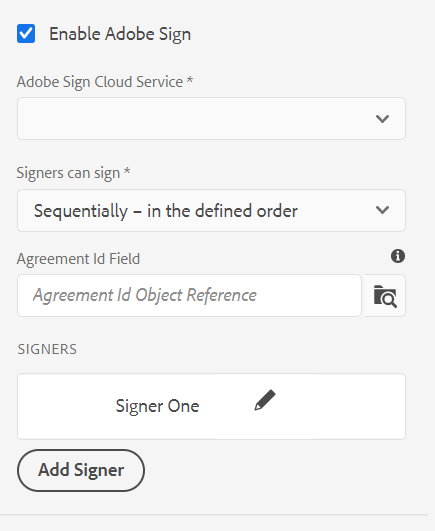 Enable Adobe Sign
Adobe Sign Cloud Service *
Signers can sign *
Sequentially – in the defined order
Agreement Id Field
Agreement Id Object Reference
SIGNERS
Signer One
Add Signer